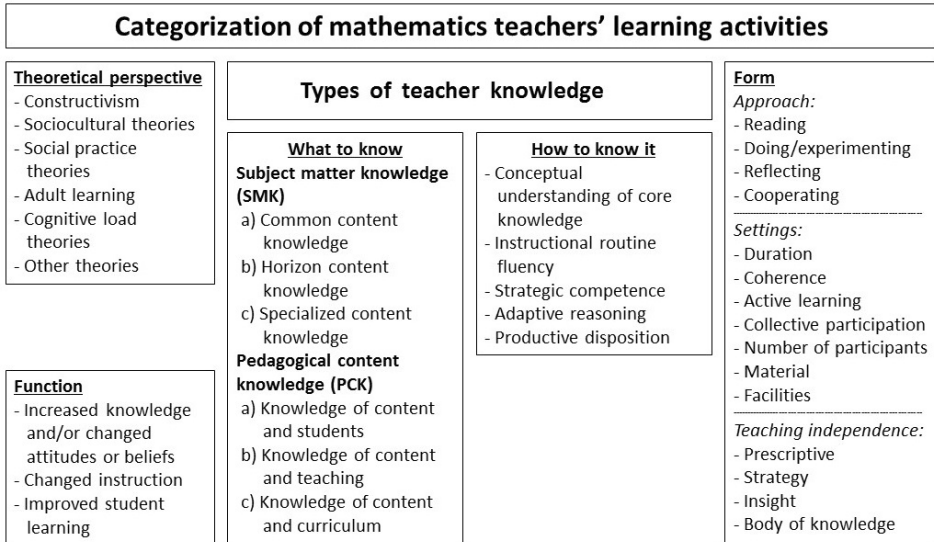 Categorization of mathematics teachers’ learning activities
Theoretical perspective
- Constructivism
- Sociocultural theories
- Social practice
theories
- Adult learning
- Cognitive load
theories
- Other theories
Function
- Increased knowledge
and/or changed
attitudes or beliefs
- Changed instruction
- Improved student
learning
Types of teacher knowledge
What to know
Subject matter knowledge
(SMK)
a) Common content
knowledge
b) Horizon content
knowledge
c) Specialized content
knowledge
Pedagogical content
knowledge (PCK)
a) Knowledge of content
and students
b) Knowledge of content
and teaching
c) Knowledge of content
and curriculum
How to know it
- Conceptual
understanding of core
knowledge
- Instructional routine
fluency
- Strategic competence
- Adaptive reasoning
- Productive disposition
Form
Approach:
- Reading
- Doing/experimenting
- Reflecting
- Cooperating
Settings:
- Duration
- Coherence
- Active learning
- Collective participation
- Number of participants
- Material
- Facilities
Teaching independence:
- Prescriptive
- Strategy
- Insight
- Body of knowledge